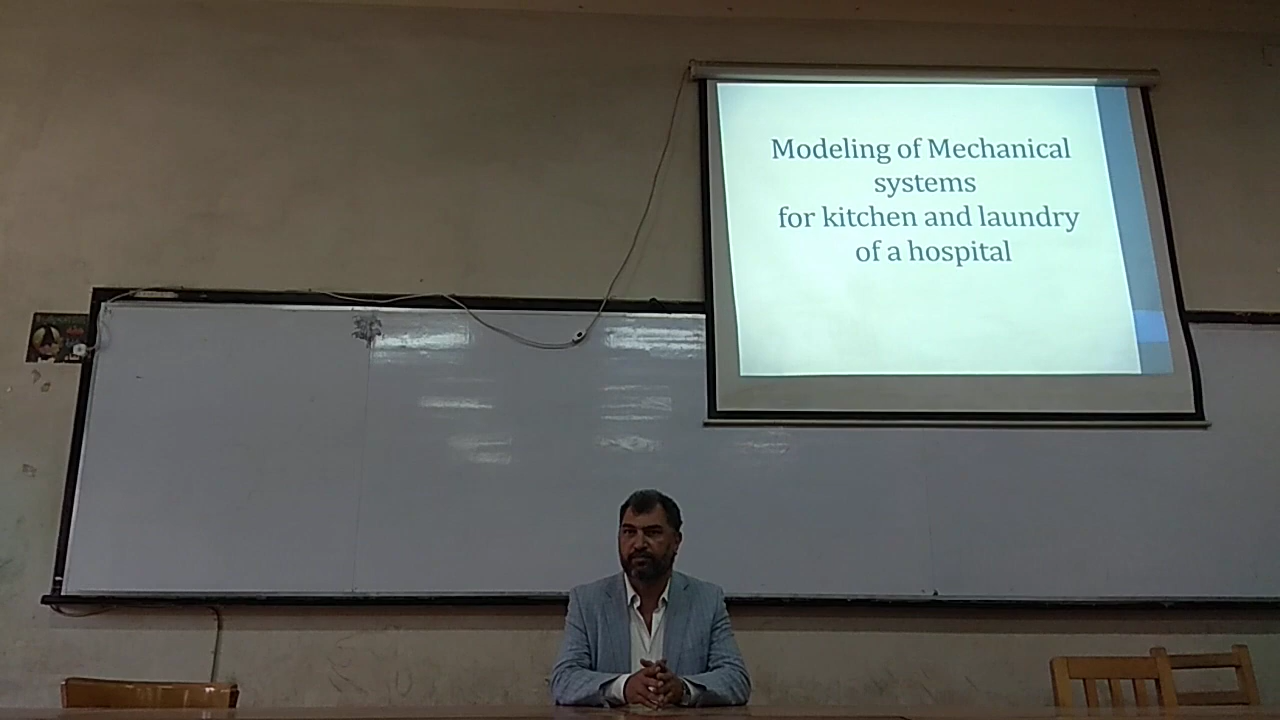 Modeling of Mechanical
systems
for kitchen and laundry
of a hospital